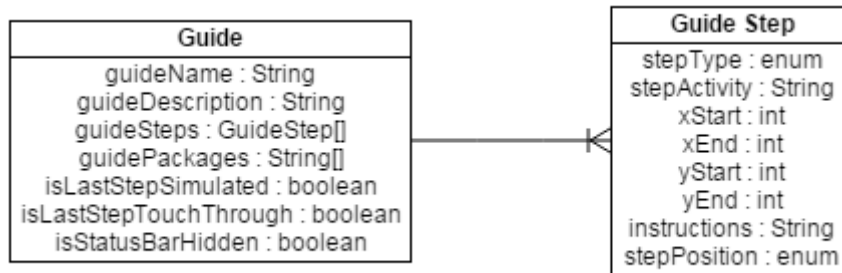 Guide
guideName : String
guideDescription : String
guideSteps : GuideStep[]
guidePackages : String[]
isLastStepSimulated : boolean
isLastStepTouchThrough : boolean
isStatusBarHidden : boolean
Guide Step
stepType : enum
stepActivity : String
xStart : int
xEnd : int
yStart : int
yEnd : int
instructions : String
stepPosition : enum